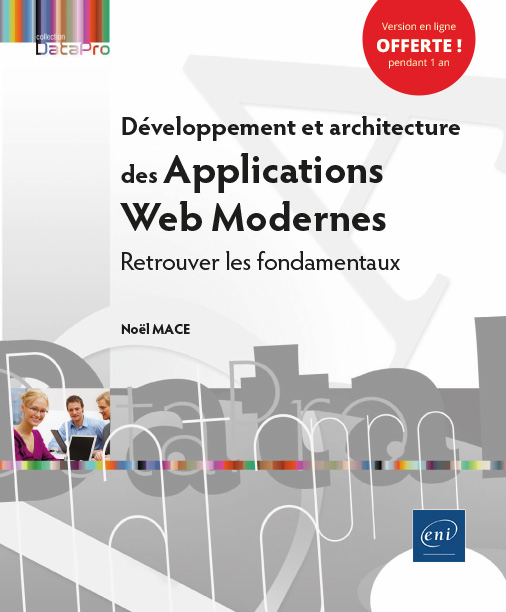 collection
DataPro
Version en ligne
OFFERTE !
pendant 1 an
Développement et architecture
des Applications
Web Modernes
Retrouver les fondamentaux
Noël MACE
DataPro
eni